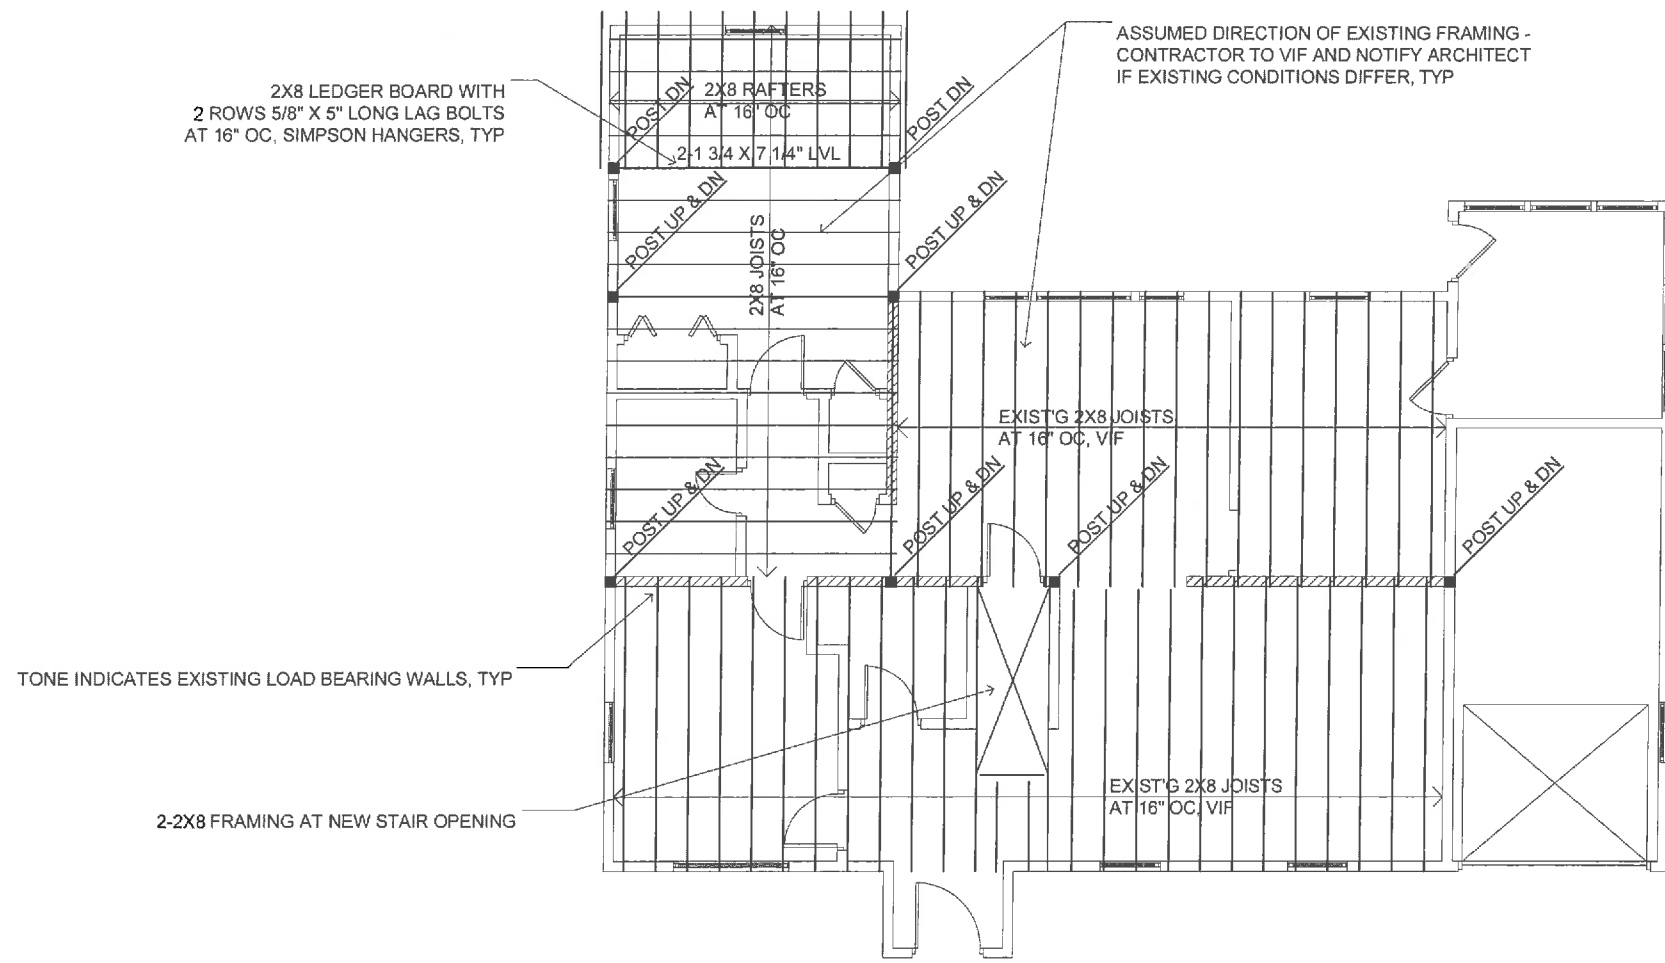 ASSUMED DIRECTION OF EXISTING FRAMING -
CONTRACTOR TO VIF AND NOTIFY ARCHITECT
IF EXISTING CONDITIONS DIFFER, TYP
2X8 LEDGER BOARD WITH
2 ROWS 5/8" X 5" LONG LAG BOLTS
AT 16" OC, SIMPSON HANGERS, TYP
2X8 RAFTERS
AT 16" OC
POST DN
POST DN
2-1 3/4 X 7 1/4" LVL
POST UP & DN
POST UP & DN
2X8 JOISTS
AT 16" OC
EXIST'G 2X8 JOISTS
AT 16" OC, VIF
POST UP & DN
POST UP & DN
POST UP & DN
POST UP & DN
TONE INDICATES EXISTING LOAD BEARING WALLS, TYP
EXIST'G 2X8 JOISTS
AT 16" OC, VIF
2-2X8 FRAMING AT NEW STAIR OPENING